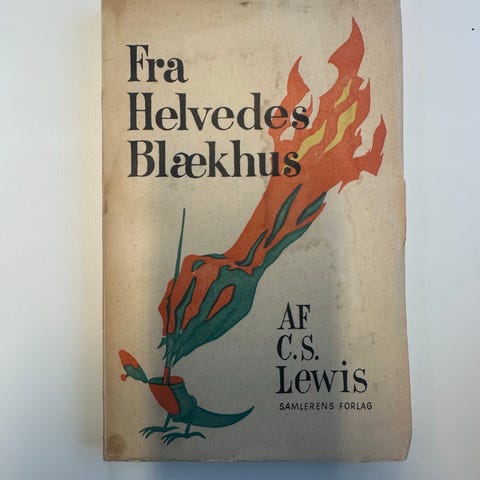 Fra
Helvedes
Blækhus
AF
C.S.
Lewis
SAMLERENS FORLAG